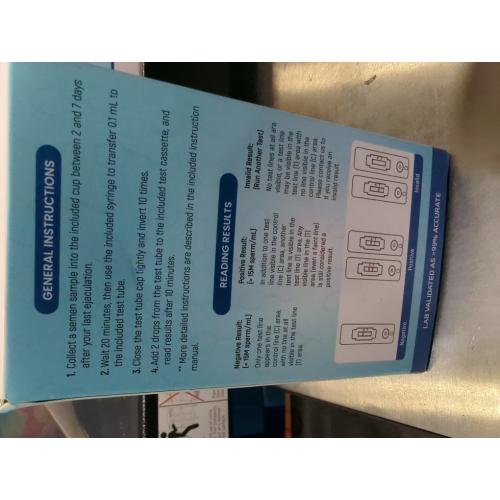 GENERAL INSTRUCTIONS
1. Collect a semen sample into the included cup between 2 and 7 days
after your last ejaculation.
2. Wait 20 minutes, then use the included syringe to transfer 0.1 mL to
the included test tube.
3. Close the test tube cap tightly and invert 10 times.
4. Add 2 drops from the test tube to the included test cassette, and
read results after 10 minutes.
** More detailed instructions are described in the included instruction
manual.
READING RESULTS
Negative Result:
Only one test line
appears in the
control line (C) area,
with no line at all
visible in the test line
(T) area.
Positive Result:
In addition to one test
line visible in the control
line (C) area, another
test line is visible in the
test line (T) area. Any
line visible in the (T)
area (even a faint line)
is still considered a
positive result.
Invalid Result:
(Run Another Test)
No test lines at all are
visible, or a test line
may be visible in the
test line (T) area with
no line visible in the
control line (C) area.
Please contact us to
if you receive an
invalid result.
Negative
Positive
Invalid
LAB VALIDATED AS >99% ACCURATE